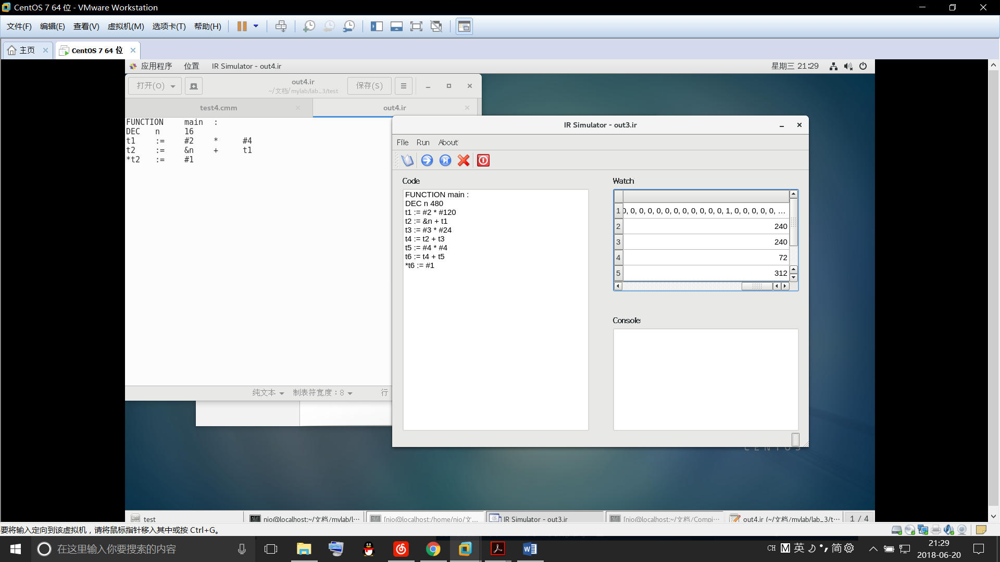 CentOS 7 64 位 - VMware Workstation
文件(F) 编辑(E) 查看(V) 虚拟机(M) 选项卡(T) 帮助(H)
主页 CentOS 7 64 位
应用程序 位置 IR Simulator - out4.ir 星期三 21:29
打开(O) out4.ir 保存(S)
~/文档/mylab/lab_3/test
test4.cmm out4.ir
FUNCTION main :
DEC n 16
t1 := #2 * #4
t2 := &n + t1
*t2 := #1
纯文本 制表符宽度：8 行
IR Simulator - out3.ir
File Run About
Code
FUNCTION main :
DEC n 480
t1 := #2 * #120
t2 := &n + t1
t3 := #3 * #24
t4 := t2 + t3
t5 := #4 * #4
t6 := t4 + t5
*t6 := #1
Watch
1 0, 0, 0, 0, 0, 0, 0, 0, 0, 0, 0, 0, 1, 0, 0, 0, 0, 0, ...
2 240
3 240
4 72
5 312
Console
CENTOS
test nio@localhost:~/文档/mylab/l... [nio@localhost:/home/nio/文... IR Simulator - out3.ir [nio@localhost:~/文档/Compi... out4.ir (~/文档/mylab/lab_3/t... 1 / 4
要将输入定向到该虚拟机，请将鼠标指针移入其中或按 Ctrl+G。
在这里输入你要搜索的内容
CH M 英 简
21:29
2018-06-20